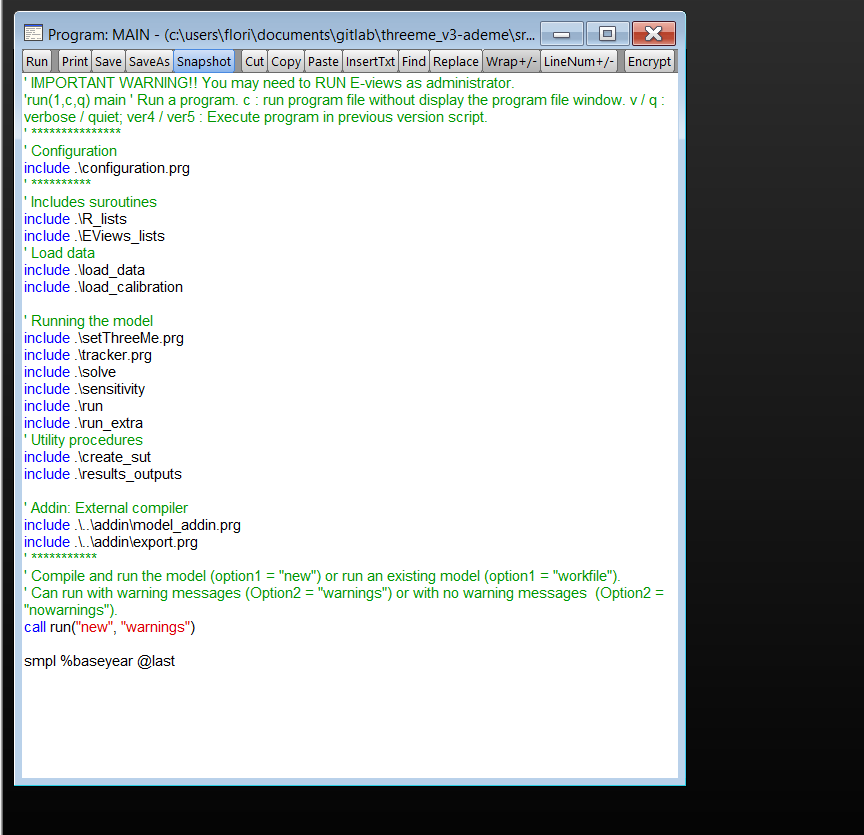 Program: MAIN - (c:\users\flori\documents\gitlab\threeme_v3-ademe\sr...
Run Print Save SaveAs Snapshot Cut Copy Paste InsertTxt Find Replace Wrap+/- LineNum+/- Encrypt
' IMPORTANT WARNING!! You may need to RUN E-views as administrator.
'run(1,c,q) main ' Run a program. c : run program file without display the program file window. v / q :
verbose / quiet; ver4 / ver5 : Execute program in previous version script.
' ***************
' Configuration
include .\configuration.prg
' **********
' Includes suroutines
include .\R_lists
include .\EViews_lists
' Load data
include .\load_data
include .\load_calibration
' Running the model
include .\setThreeMe.prg
include .\tracker.prg
include .\solve
include .\sensitivity
include .\run
include .\run_extra
' Utility procedures
include .\create_sut
include .\results_outputs
' Addin: External compiler
include .\..\addin\model_addin.prg
include .\..\addin\export.prg
' ***********
' Compile and run the model (option1 = "new") or run an existing model (option1 = "workfile").
' Can run with warning messages (Option2 = "warnings") or with no warning messages  (Option2 =
"nowarnings").
call run("new", "warnings")
smpl %baseyear @last